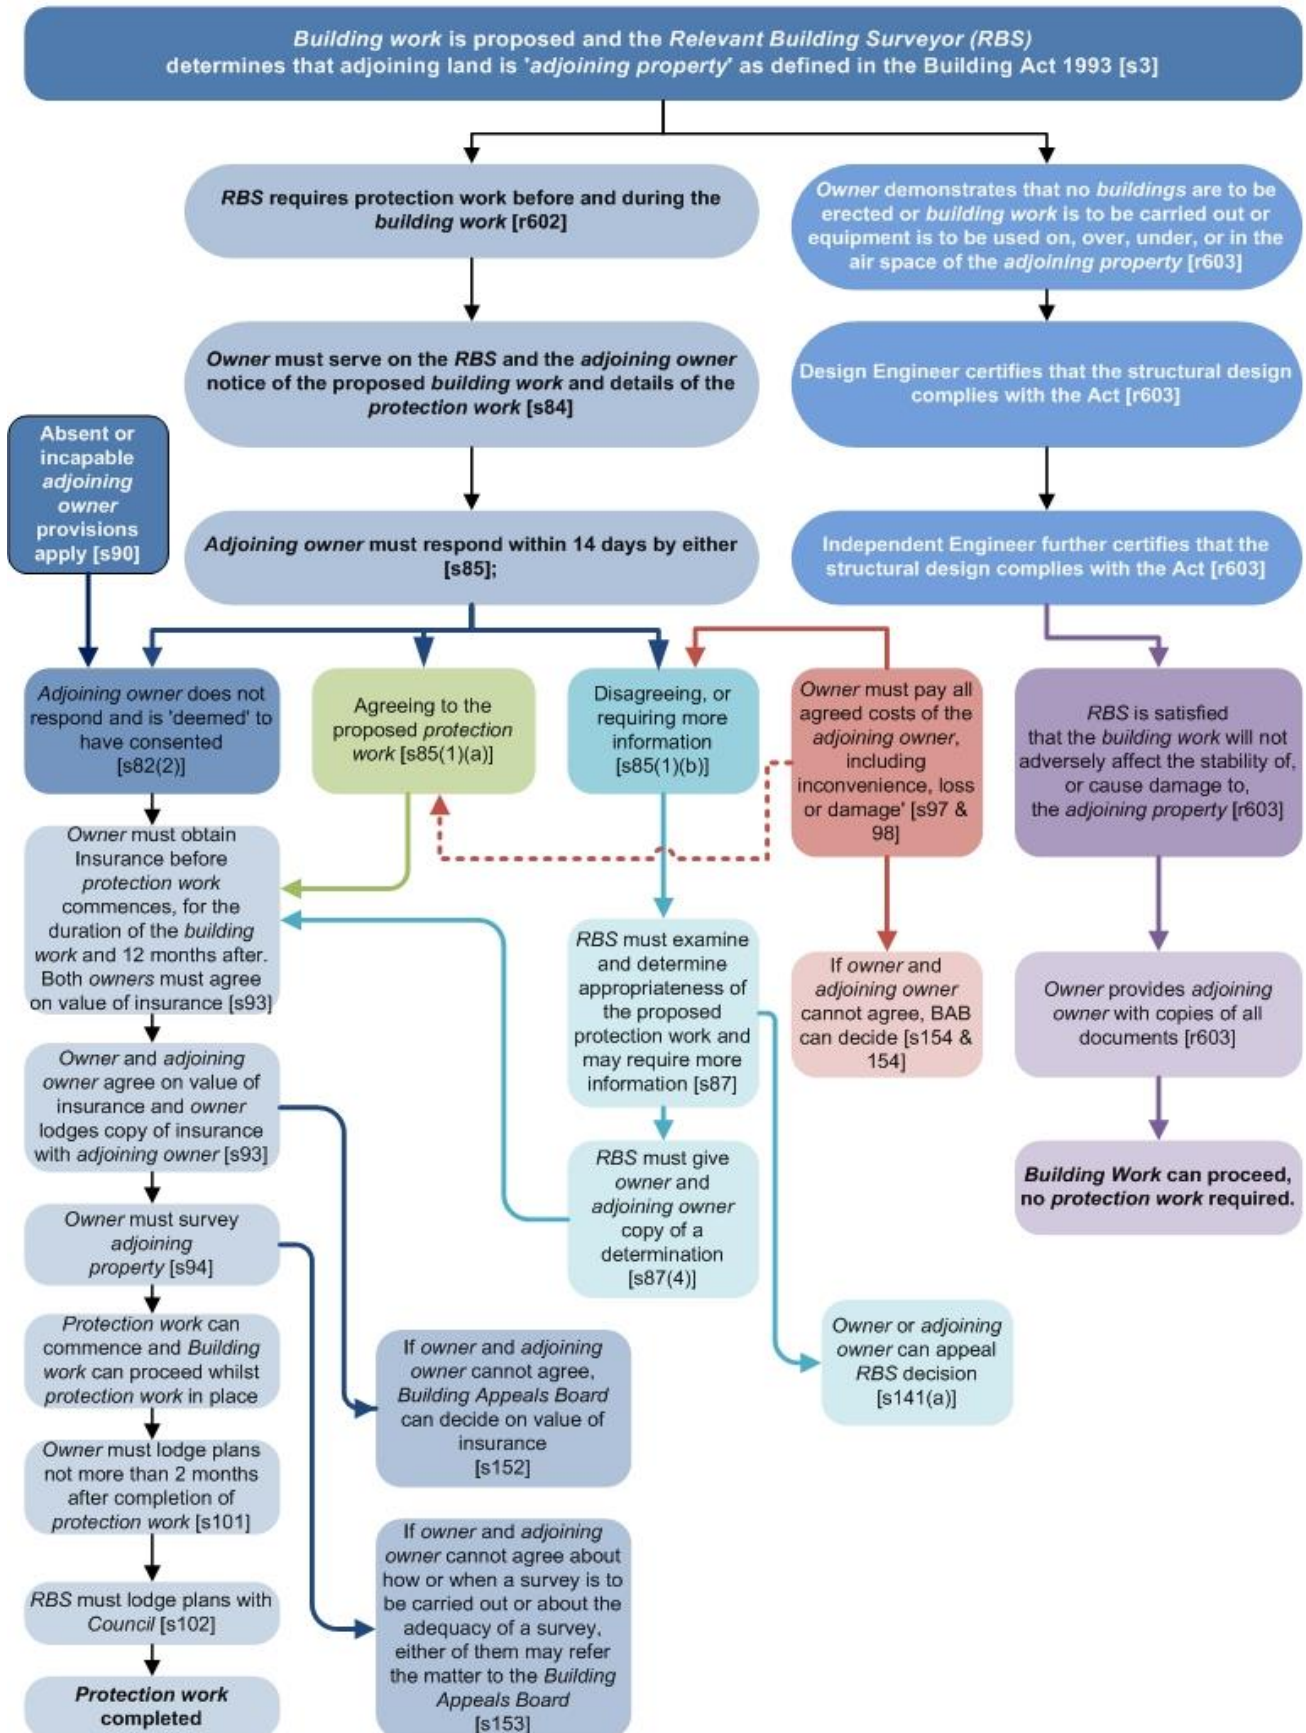 Building work is proposed and the Relevant Building Surveyor (RBS)
determines that adjoining land is 'adjoining property' as defined in the Building Act 1993 [s3]
RBS requires protection work before and during the
building work [r602]
Owner demonstrates that no buildings are to be
erected or building work is to be carried out or
equipment is to be used on, over, under, or in the
air space of the adjoining property [r603]
Owner must serve on the RBS and the adjoining owner
notice of the proposed building work and details of the
protection work [s84]
Design Engineer certifies that the structural design
complies with the Act [r603]
Absent or
incapable
adjoining
owner
provisions
apply [s90]
Adjoining owner must respond within 14 days by either
[s85];
Independent Engineer further certifies that the
structural design complies with the Act [r603]
Adjoining owner does not
respond and is 'deemed' to
have consented
[s82(2)]
Agreeing to the
proposed protection
work [s85(1)(a)]
Disagreeing, or
requiring more
information
[s85(1)(b)]
Owner must pay all
agreed costs of the
adjoining owner,
including
inconvenience, loss
or damage' [s97 &
98]
RBS is satisfied
that the building work will not
adversely affect the stability of,
or cause damage to,
the adjoining property [r603]
Owner must obtain
Insurance before
protection work
commences, for the
duration of the building
work and 12 months after.
Both owners must agree
on value of insurance [s93]
RBS must examine
and determine
appropriateness of
the proposed
protection work and
may require more
information [s87]
If owner and
adjoining owner
cannot agree, BAB
can decide [s154 &
154]
Owner provides adjoining
owner with copies of all
documents [r603]
Owner and adjoining
owner agree on value of
insurance and owner
lodges copy of insurance
with adjoining owner [s93]
RBS must give
owner and
adjoining owner
copy of a
determination
[s87(4)]
Building Work can proceed,
no protection work required.
Owner must survey
adjoining
property [s94]
Protection work can
commence and Building
work can proceed whilst
protection work in place
If owner and adjoining
owner cannot agree,
Building Appeals Board
can decide on value of
insurance
[s152]
Owner or adjoining
owner can appeal
RBS decision
[s141(a)]
Owner must lodge plans
not more than 2 months
after completion of
protection work [s101]
If owner and adjoining
owner cannot agree about
how or when a survey is to
be carried out or about the
adequacy of a survey,
either of them may refer
the matter to the Building
Appeals Board
[s153]
RBS must lodge plans with
Council [s102]
Protection work
completed